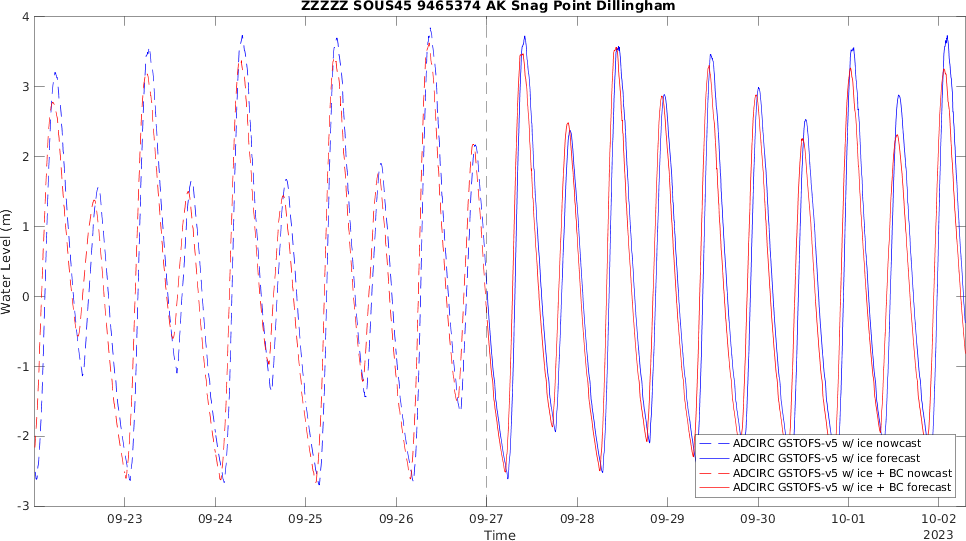 ZZZZZ SOUS45 9465374 AK Snag Point Dillingham
Water Level (m)
4
3
2
1
0
-1
-2
-3
09-23
09-24
09-25
09-26
09-27
09-28
09-29
09-30
10-01
10-02
2023
Time
ADCIRC GSTOFS-v5 w/ ice nowcast
ADCIRC GSTOFS-v5 w/ ice forecast
ADCIRC GSTOFS-v5 w/ ice + BC nowcast
ADCIRC GSTOFS-v5 w/ ice + BC forecast